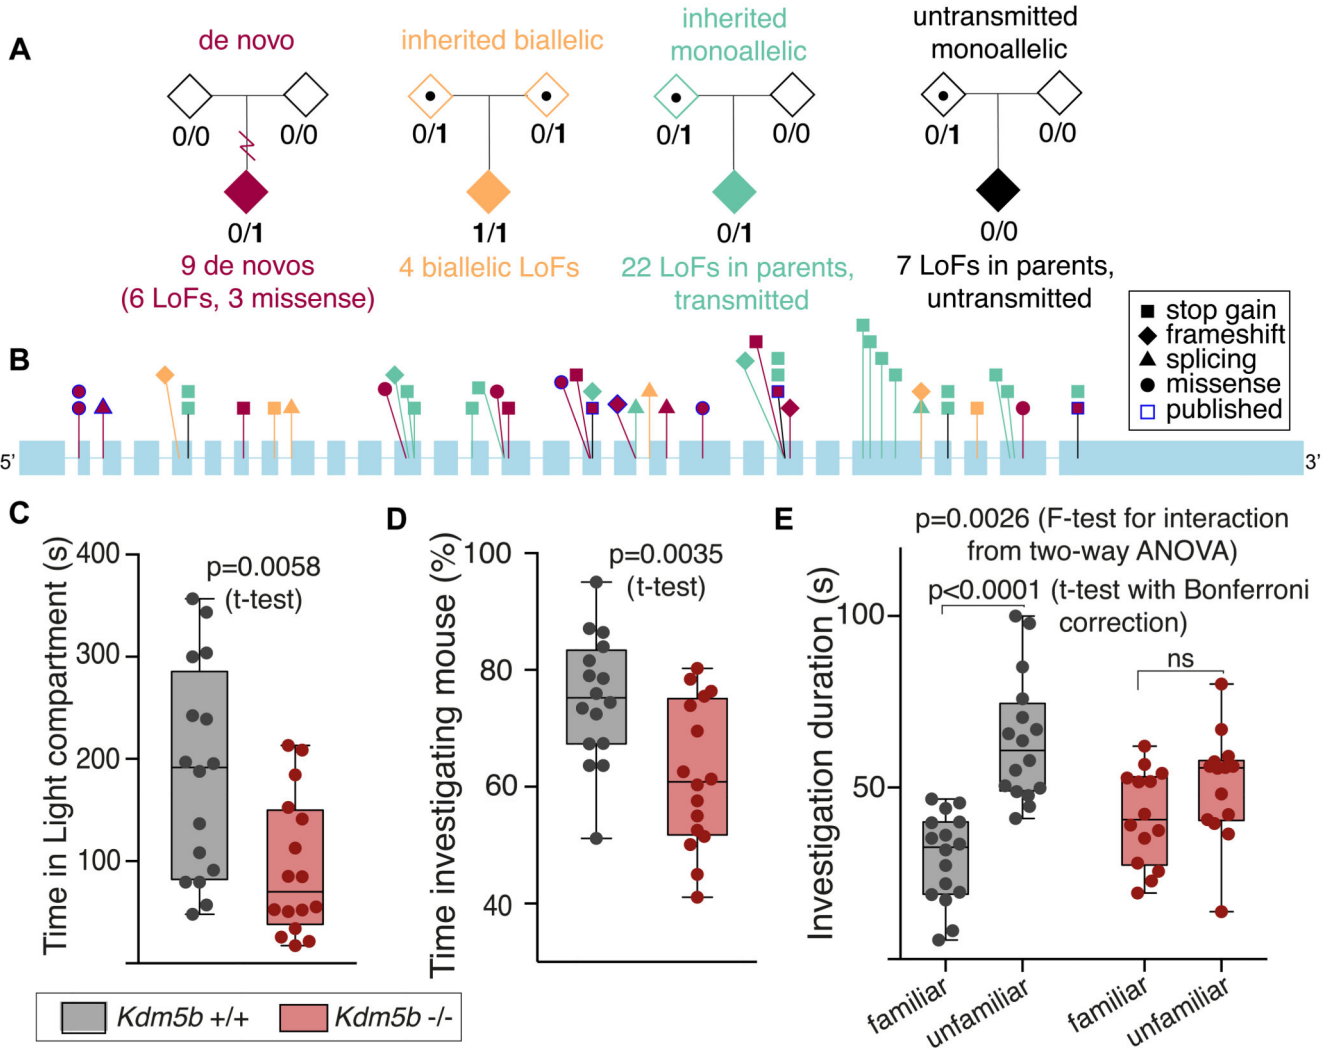 A
de novo
inherited biallelic
inherited
monoallelic
untransmitted
monoallelic
0/0
0/0
0/1
0/1
0/1
0/0
0/1
0/0
0/1
1/1
0/1
0/0
9 de novos
(6 LoFs, 3 missense)
4 biallelic LoFs
22 LoFs in parents,
transmitted
7 LoFs in parents,
untransmitted
stop gain
frameshift
splicing
missense
published
B
5’
3’
C
Time in Light compartment (s)
400
300
200
100
p=0.0058
(t-test)
D
Time investigating mouse (%)
100
80
60
40
p=0.0035
(t-test)
E
p=0.0026 (F-test for interaction
from two-way ANOVA)
p<0.0001 (t-test with Bonferroni
correction)
ns
Investigation duration (s)
100
50
familiar
unfamiliar
familiar
unfamiliar
Kdm5b +/+
Kdm5b -/-